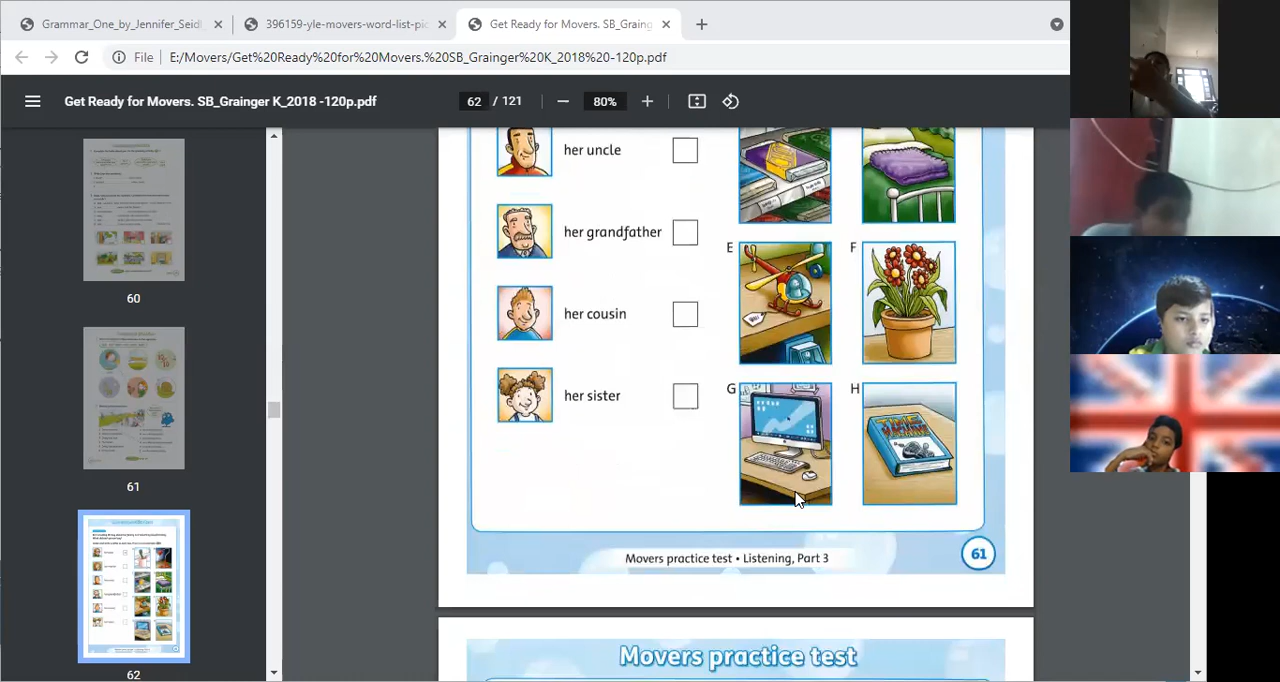 Grammar_One_by_Jennifer_Seidl
396159-yle-movers-word-list-pic
Get Ready for Movers. SB_Graing
File
E:/Movers/Get%20Ready%20for%20Movers.%20SB_Grainger%20K_2018%20-120p.pdf
Get Ready for Movers. SB_Grainger K_2018 -120p.pdf
62 / 121
80%
60
61
62
her uncle
her grandfather
her cousin
her sister
E
F
G
H
Movers practice test • Listening, Part 3
61
Movers practice test